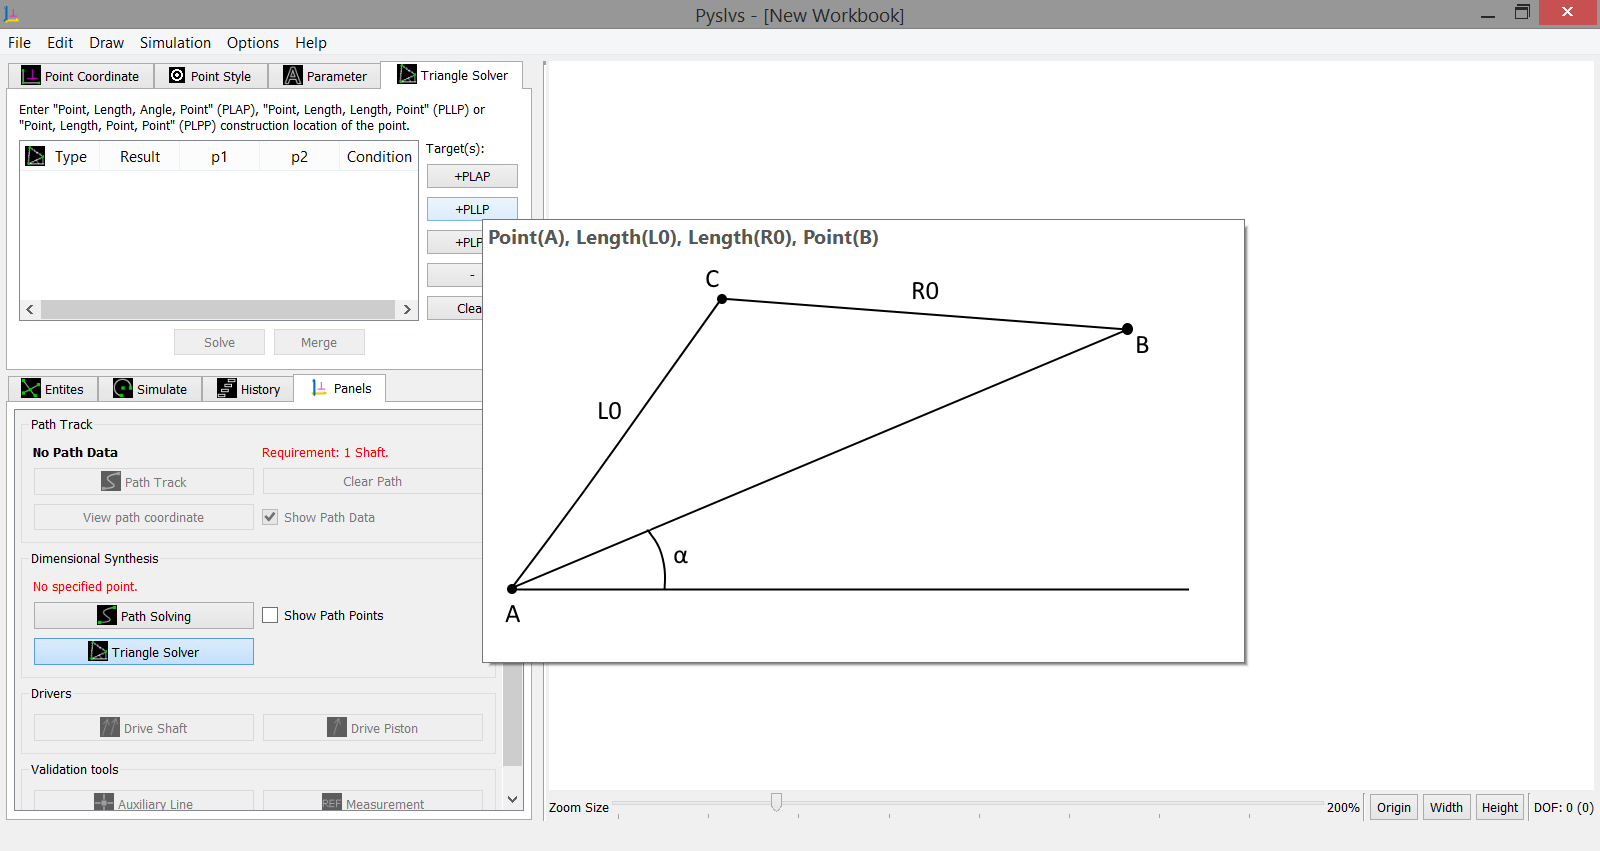 Pyslvs - [New Workbook]
File Edit Draw Simulation Options Help
Point Coordinate Point Style Parameter Triangle Solver
Enter "Point, Length, Angle, Point" (PLAP), "Point, Length, Length, Point" (PLLP) or
"Point, Length, Point, Point" (PLPP) construction location of the point.
Type Result p1 p2 Condition
Target(s):
+PLAP
+PLLP
+PLP
-
Clea
Solve Merge
Point(A), Length(L0), Length(R0), Point(B)
C
R0
B
L0
α
A
Entites Simulate History Panels
Path Track
No Path Data Requirement: 1 Shaft.
Path Track Clear Path
View path coordinate Show Path Data
Dimensional Synthesis
No specified point.
Path Solving Show Path Points
Triangle Solver
Drivers
Drive Shaft Drive Piston
Validation tools
Auxiliary Line REF Measurement
Zoom Size 200% Origin Width Height DOF: 0 (0)